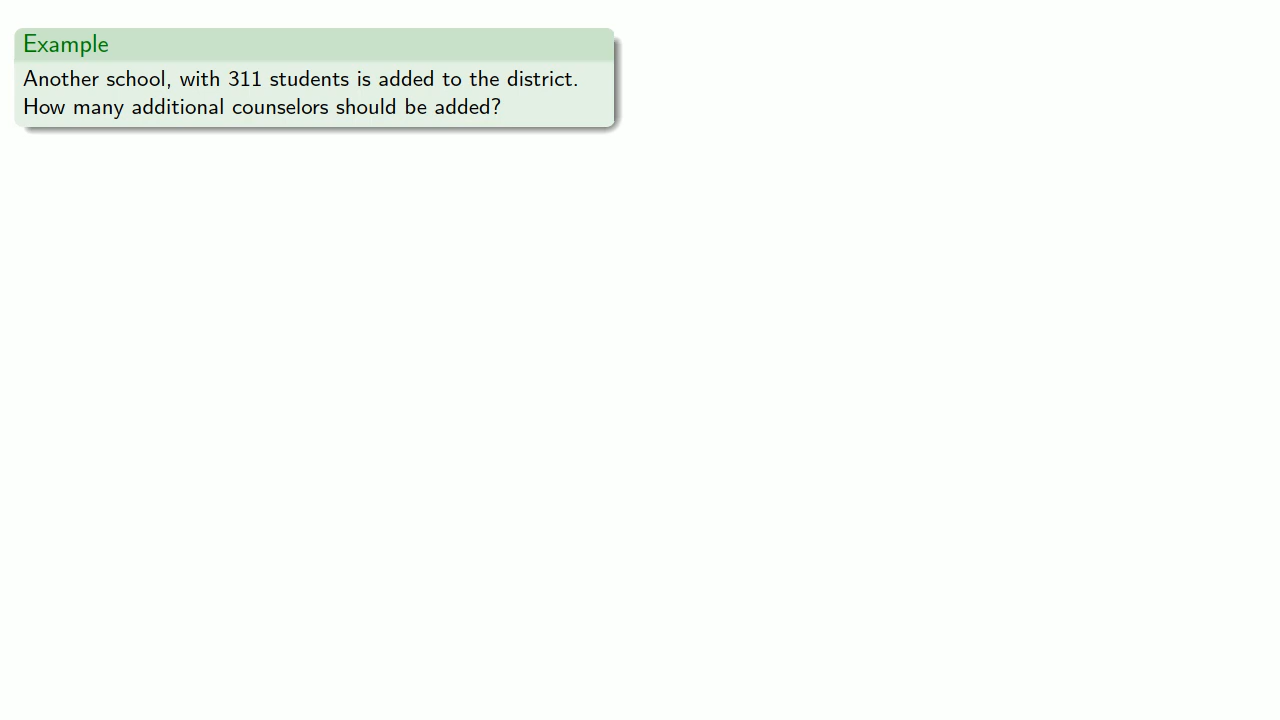 Example
Another school, with 311 students is added to the district.
How many additional counselors should be added?